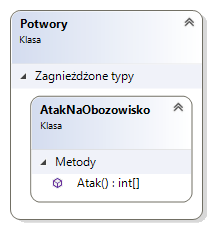 Potwory
Klasa
Zagnieżdżone typy
AtakNaObozowisko
Klasa
Metody
Atak() : int[]